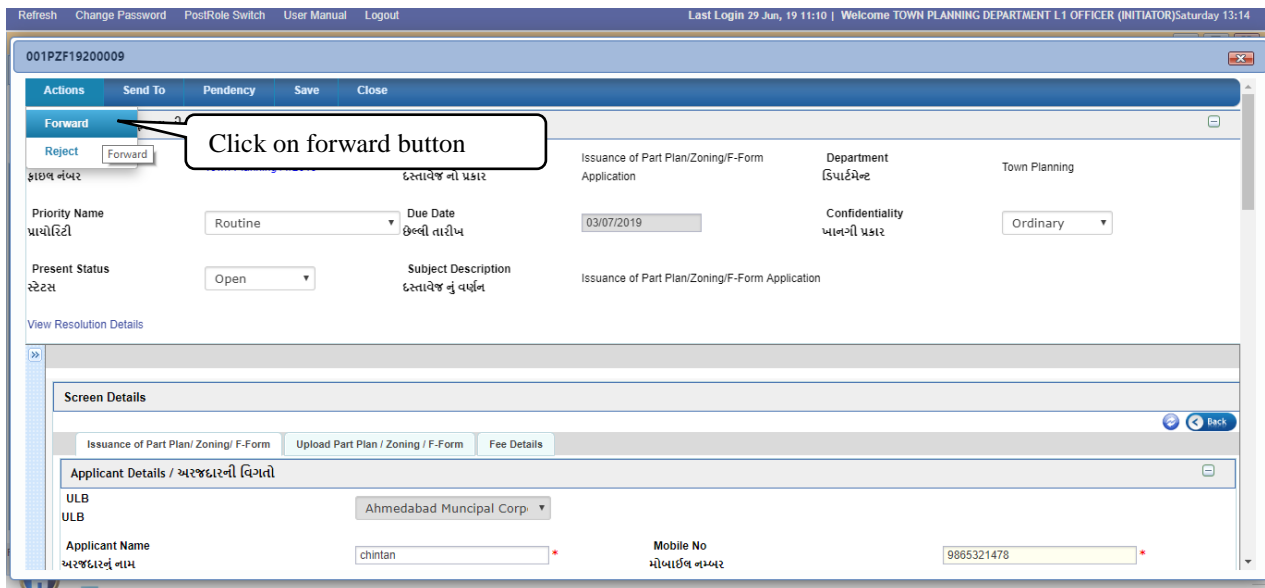 Refresh Change Password PostRole Switch User Manual Logout Last Login 29 Jun, 19 11:10 | Welcome TOWN PLANNING DEPARTMENT L1 OFFICER (INITIATOR)Saturday 13:14
001PZF19200009
Actions Send To Pendency Save Close
Forward
Click on forward button
Reject Forward
ફાઇલ નંબર દસ્તાવેજ નો પ્રકાર Issuance of Part Plan/Zoning/F-Form Application Department ડિપાર્ટમેન્ટ Town Planning
Priority Name Routine Due Date 03/07/2019 Confidentiality Ordinary
પ્રાયોરિટી છેલ્લી તારીખ ખાનગી પ્રકાર
Present Status Open Subject Description Issuance of Part Plan/Zoning/F-Form Application
સ્ટેટસ દસ્તાવેજ નું વર્ણન
View Resolution Details
Screen Details
Back
Issuance of Part Plan/ Zoning/ F-Form Upload Part Plan / Zoning / F-Form Fee Details
Applicant Details / અરજદારની વિગતો
ULB Ahmedabad Muncipal Corp
ULB
Applicant Name chintan * Mobile No 9865321478 *
અરજદારનું નામ મોબાઈલ નમ્બર